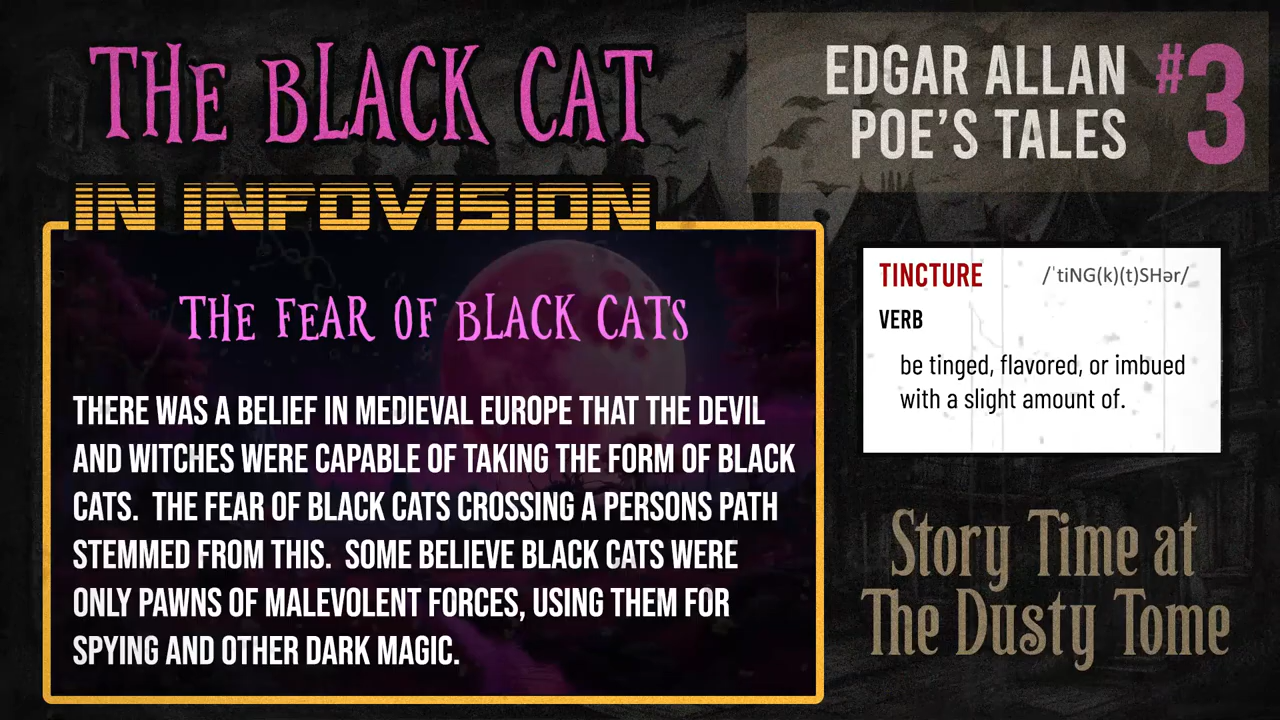 THE BLACK CAT
IN INFOVISION
EDGAR ALLAN
POE'S TALES
#3
THE FEAR OF BLACK CATS
THERE WAS A BELIEF IN MEDIEVAL EUROPE THAT THE DEVIL
AND WITCHES WERE CAPABLE OF TAKING THE FORM OF BLACK
CATS. THE FEAR OF BLACK CATS CROSSING A PERSONS PATH
STEMMED FROM THIS. SOME BELIEVE BLACK CATS WERE
ONLY PAWNS OF MALEVOLENT FORCES, USING THEM FOR
SPYING AND OTHER DARK MAGIC.
TINCTURE /ˈtiNG(k)(t)SHər/
VERB
be tinged, flavored, or imbued
with a slight amount of.
Story Time at
The Dusty Tome